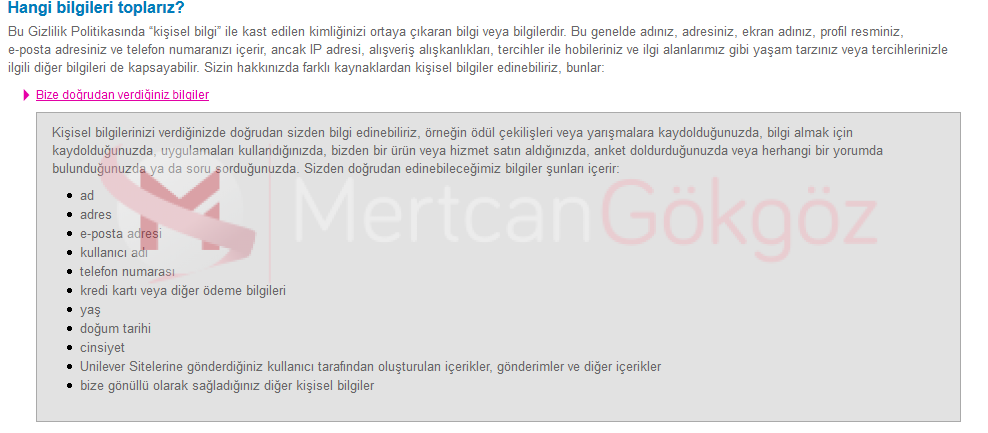 Hangi bilgileri toplarız?
Bu Gizlilik Politikasında “kişisel bilgi” ile kast edilen kimliğinizi ortaya çıkaran bilgi veya bilgilerdir. Bu genelde adınız, adresiniz, ekran adınız, profil resminiz,
e-posta adresiniz ve telefon numaranızı içerir, ancak IP adresi, alışveriş alışkanlıkları, tercihler ile hobileriniz ve ilgi alanlarımız gibi yaşam tarzınız veya tercihlerinizle
ilgili diğer bilgileri de kapsayabilir. Sizin hakkınızda farklı kaynaklardan kişisel bilgiler edinebiliriz, bunlar:
Bize doğrudan verdiğiniz bilgiler
Kişisel bilgilerinizi verdiğinizde doğrudan sizden bilgi edinebiliriz, örneğin ödül çekilişleri veya yarışmalara kaydolduğunuzda, bilgi almak için
kaydolduğunuzda, uygulamaları kullandığınızda, bizden bir ürün veya hizmet satın aldığınızda, anket doldurduğunuzda veya herhangi bir yorumda
bulunduğunuzda ya da soru sorduğunuzda. Sizden doğrudan edinebileceğimiz bilgiler şunları içerir:
ad
adres
e-posta adresi
kullanıcı adı
telefon numarası
kredi kartı veya diğer ödeme bilgileri
yaş
doğum tarihi
cinsiyet
Unilever Sitelerine gönderdiğiniz kullanıcı tarafından oluşturulan içerikler, gönderimler ve diğer içerikler
bize gönüllü olarak sağladığınız diğer kişisel bilgiler
M MertcanGökgöz